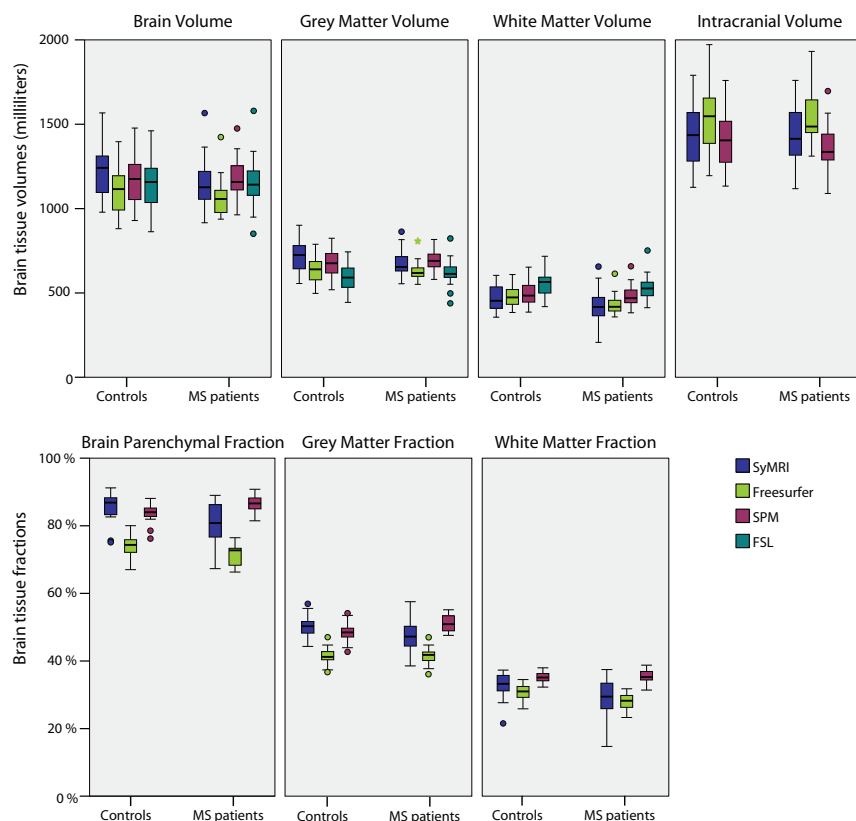 Brain Volume
Grey Matter Volume
White Matter Volume
Intracranial Volume
Brain tissue volumes (milliliters)
2000
1500
1000
500
0
Controls
MS patients
Controls
MS patients
Controls
MS patients
Controls
MS patients
Brain Parenchymal Fraction
Grey Matter Fraction
White Matter Fraction
Brain tissue fractions
100 %
80 %
60 %
40 %
20 %
0 %
Controls
MS patients
Controls
MS patients
Controls
MS patients
SyMRI
Freesurfer
SPM
FSL